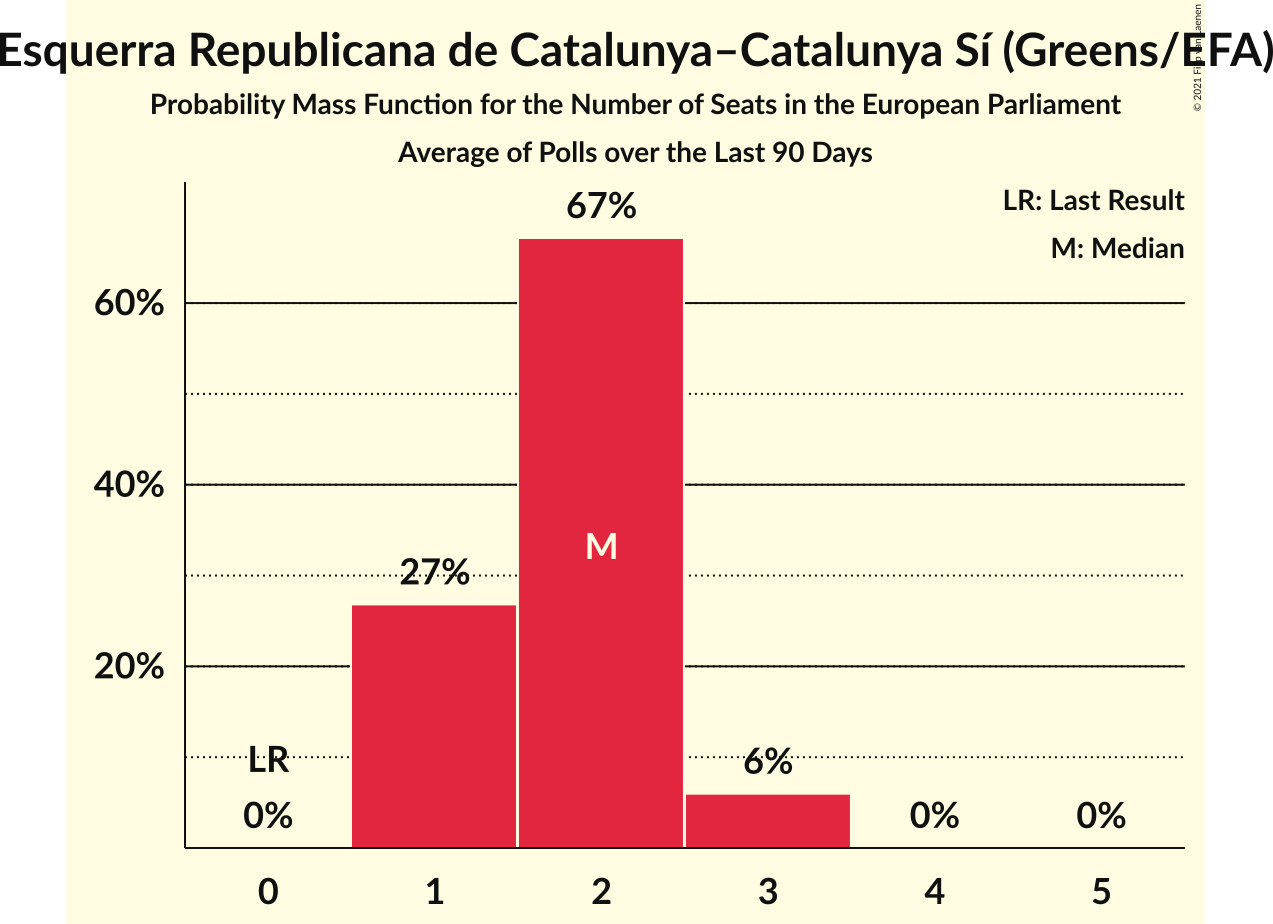 Esquerra Republicana de Catalunya–Catalunya Sí (Greens/EFA)
Probability Mass Function for the Number of Seats in the European Parliament
Average of Polls over the Last 90 Days
© 2021
LR: Last Result
M: Median
67%
60%
40%
M
27%
20%
LR
6%
0%
0%
0%
0 1 2 3 4 5